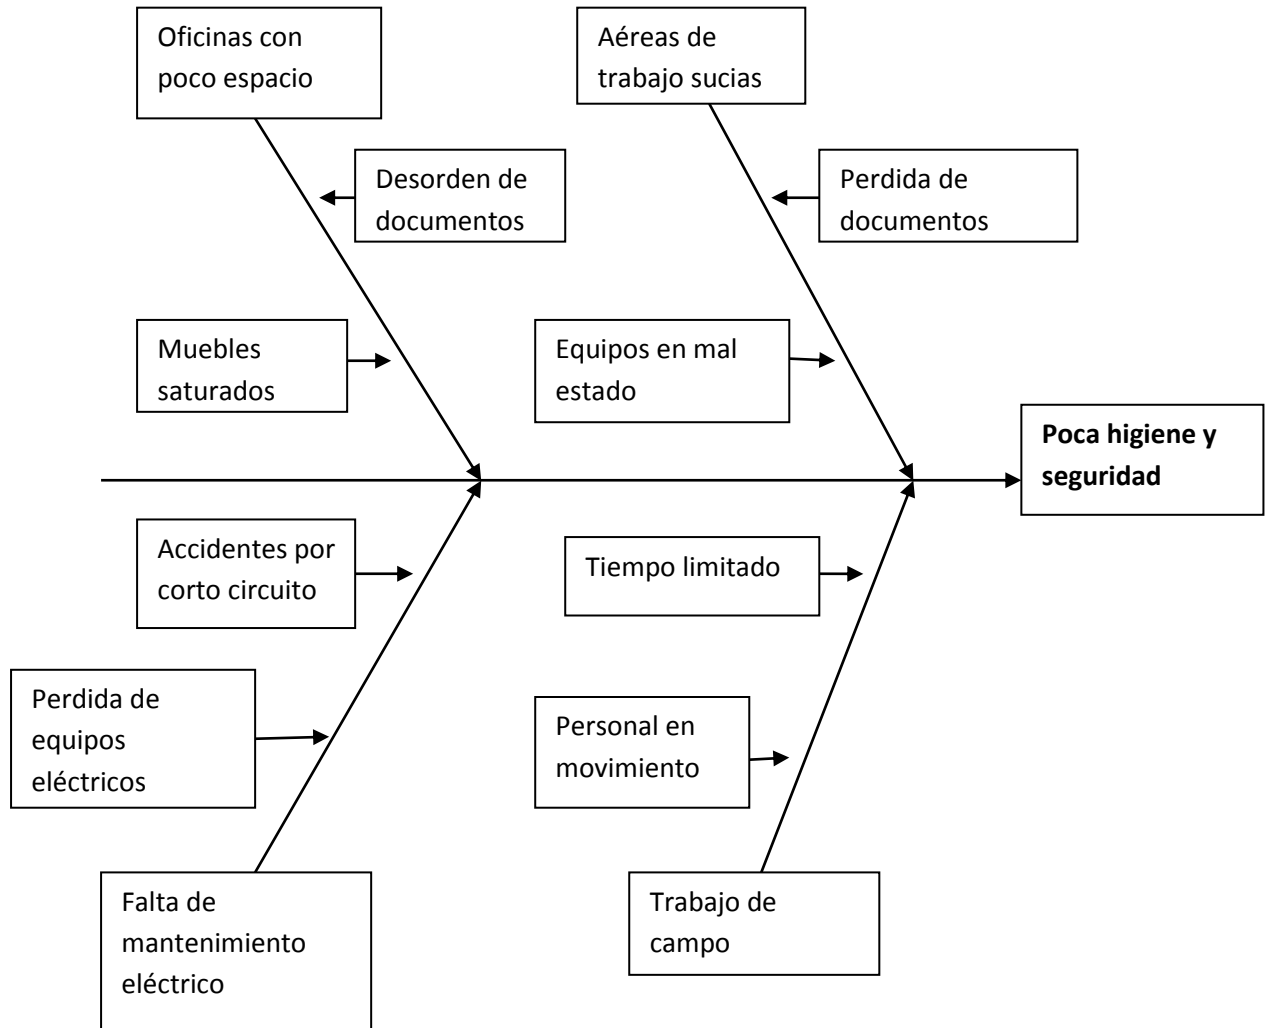 Oficinas con
poco espacio
Aéreas de
trabajo sucias
Desorden de
documentos
Perdida de
documentos
Muebles
saturados
Equipos en mal
estado
Poca higiene y
seguridad
Accidentes por
corto circuito
Tiempo limitado
Perdida de
equipos
eléctricos
Personal en
movimiento
Falta de
mantenimiento
eléctrico
Trabajo de
campo